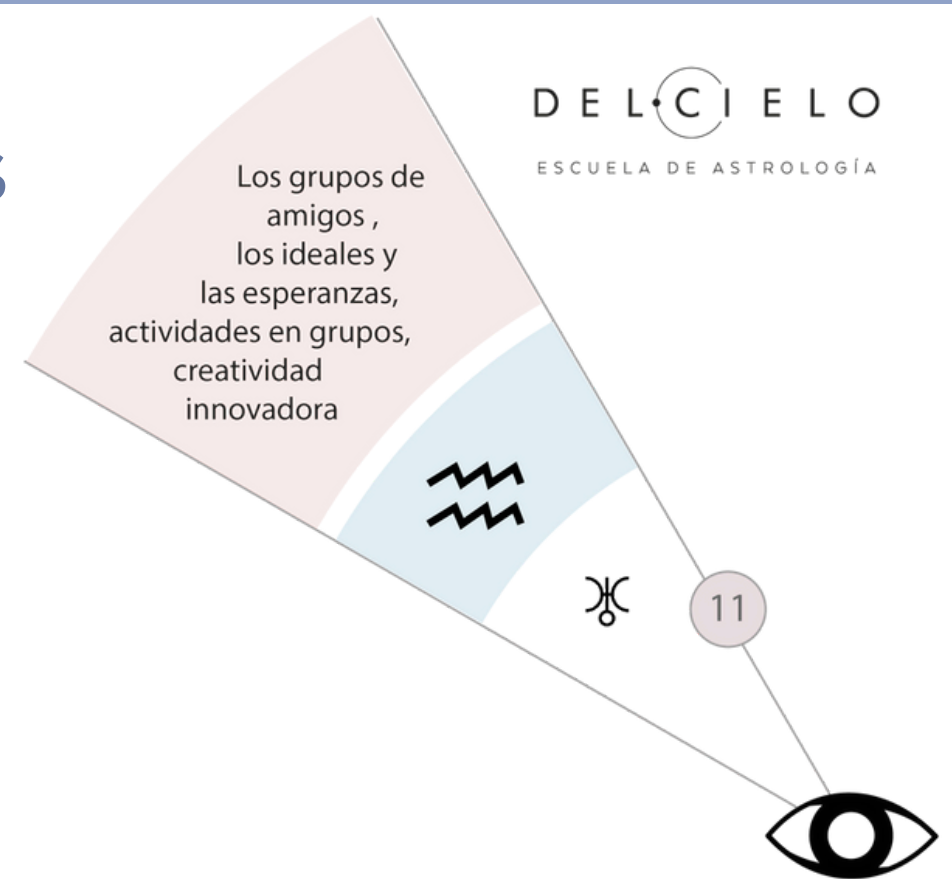 DEL CIELO
ESCUELA DE ASTROLOGÍA
Los grupos de
amigos ,
los ideales y
las esperanzas,
actividades en grupos,
creatividad
innovadora
11